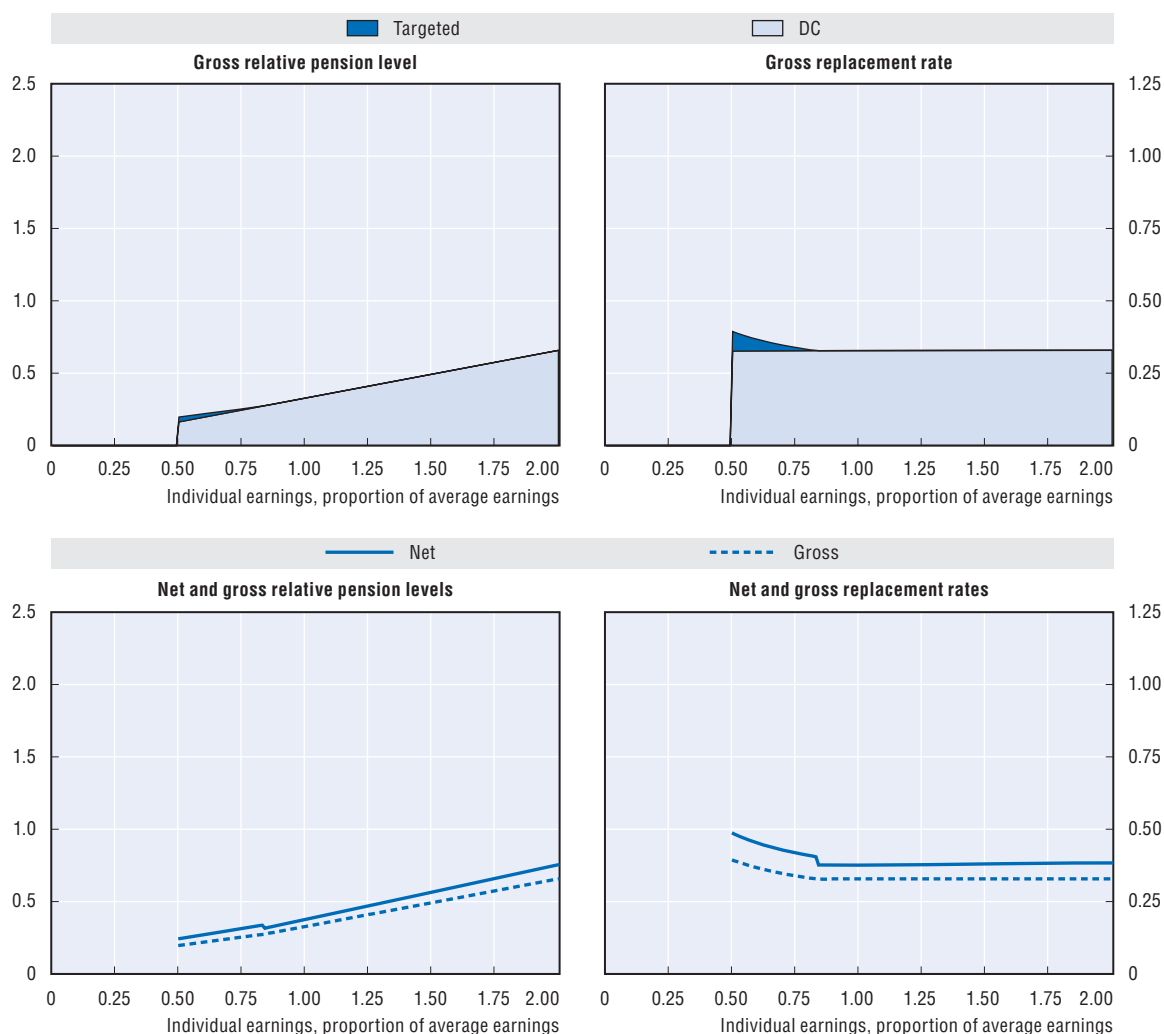 Targeted DC
Gross relative pension level
Gross replacement rate
2.5
2.0
1.5
1.0
0.5
0
0 0.25 0.50 0.75 1.00 1.25 1.50 1.75 2.00
Individual earnings, proportion of average earnings
1.25
1.00
0.75
0.50
0.25
0
0 0.25 0.50 0.75 1.00 1.25 1.50 1.75 2.00
Individual earnings, proportion of average earnings
Net Gross
Net and gross relative pension levels
Net and gross replacement rates
2.5
2.0
1.5
1.0
0.5
0
0 0.25 0.50 0.75 1.00 1.25 1.50 1.75 2.00
Individual earnings, proportion of average earnings
1.25
1.00
0.75
0.50
0.25
0
0 0.25 0.50 0.75 1.00 1.25 1.50 1.75 2.00
Individual earnings, proportion of average earnings